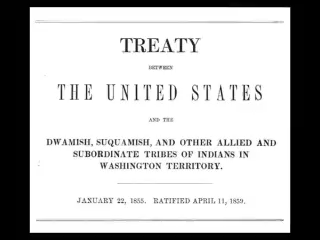 TREATY
BETWEEN
THE UNITED STATES
AND THE
DWAMISH, SUQUAMISH, AND OTHER ALLIED AND
SUBORDINATE TRIBES OF INDIANS IN
WASHINGTON TERRITORY.
JANUARY 22, 1855. RATIFIED APRIL 11, 1859.